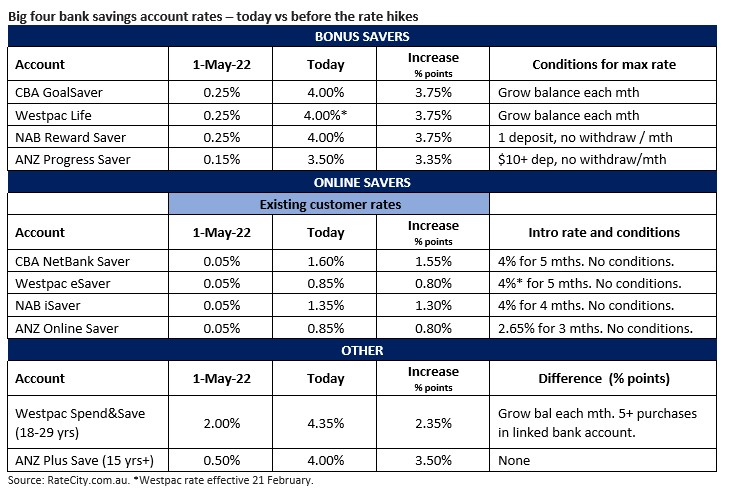 Big four bank savings account rates – today vs before the rate hikes
BONUS SAVERS
Account 1-May-22 Today Increase % points Conditions for max rate
CBA GoalSaver 0.25% 4.00% 3.75% Grow balance each mth
Westpac Life 0.25% 4.00%* 3.75% Grow balance each mth
NAB Reward Saver 0.25% 4.00% 3.75% 1 deposit, no withdraw / mth
ANZ Progress Saver 0.15% 3.50% 3.35% $10+ dep, no withdraw/mth
ONLINE SAVERS
Existing customer rates
Account 1-May-22 Today Increase % points Intro rate and conditions
CBA NetBank Saver 0.05% 1.60% 1.55% 4% for 5 mths. No conditions.
Westpac eSaver 0.05% 0.85% 0.80% 4%* for 5 mths. No conditions.
NAB iSaver 0.05% 1.35% 1.30% 4% for 4 mths. No conditions.
ANZ Online Saver 0.05% 0.85% 0.80% 2.65% for 3 mths. No conditions.
OTHER
Account 1-May-22 Today Increase % points Difference (% points)
Westpac Spend&Save
(18-29 yrs) 2.00% 4.35% 2.35% Grow bal each mth. 5+ purchases
in linked bank account.
ANZ Plus Save (15 yrs+) 0.50% 4.00% 3.50% None
Source: RateCity.com.au. *Westpac rate effective 21 February.